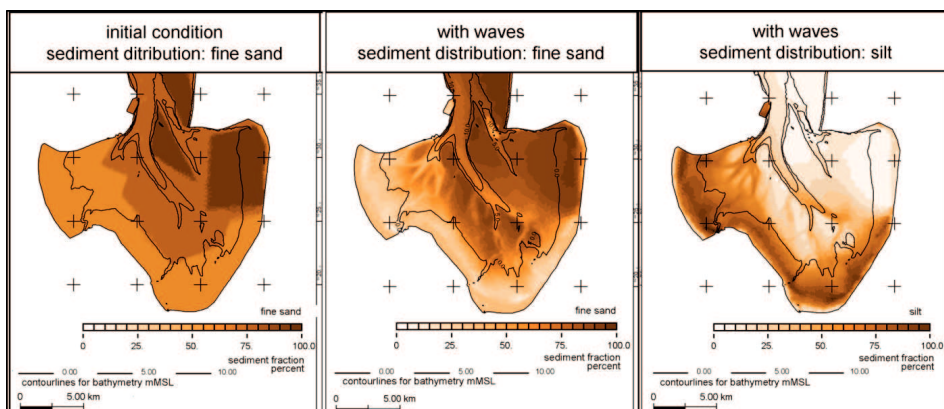 initial condition
sediment ditribution: fine sand
fine sand
0 25. 50. 75. 100.0
sediment fraction
percent
0.00 5.00 10.00
contourlines for bathymetry mMSL
0 5.00 km
with waves
sediment distribution: fine sand
fine sand
0 25. 50. 75. 100.0
sediment fraction
percent
0.00 5.00 10.00
contourlines for bathymetry mMSL
0 5.00 km
with waves
sediment distribution: silt
silt
0 25. 50. 75. 100.0
sediment fraction
percent
0.00 5.00 10.00
contourlines for bathymetry mMSL
0 5.00 km